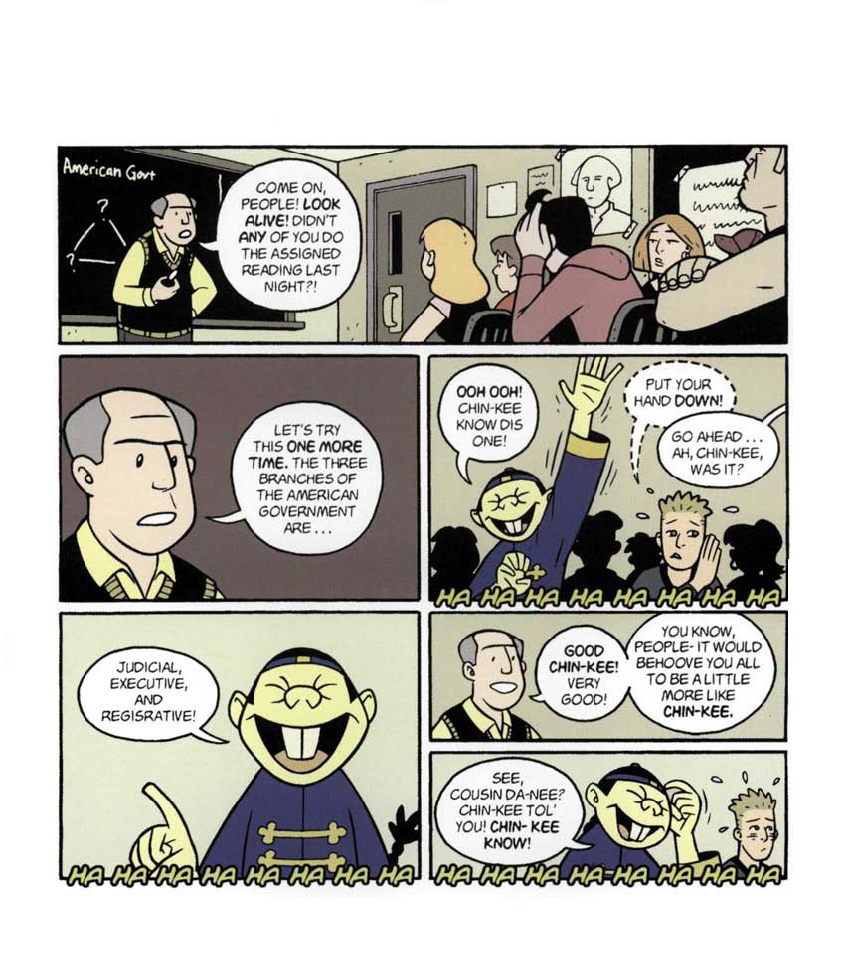 American Govt
?
?
COME ON,
PEOPLE! LOOK
ALIVE! DIDN'T
ANY OF YOU DO
THE ASSIGNED
READING LAST
NIGHT?!
LET'S TRY
THIS ONE MORE
TIME. THE THREE
BRANCHES OF
THE AMERICAN
GOVERNMENT
ARE...
OOH OOH!
CHIN-KEE
KNOW DIS
ONE!
PUT YOUR
HAND DOWN!
GO AHEAD...
AH, CHIN-KEE,
WAS IT?
HA HA HA HA HA HA HA HA
JUDICIAL,
EXECUTIVE,
AND
REGISRATIVE!
HA HA HA HA HA HA HA HA
GOOD
CHIN-KEE!
VERY
GOOD!
YOU KNOW,
PEOPLE- IT WOULD
BEHOOVE YOU ALL
TO BE A LITTLE
MORE LIKE
CHIN-KEE.
SEE,
COUSIN DA-NEE?
CHIN-KEE TOL'
YOU! CHIN- KEE
KNOW!
HA HA HA HA-HA HA HA HA